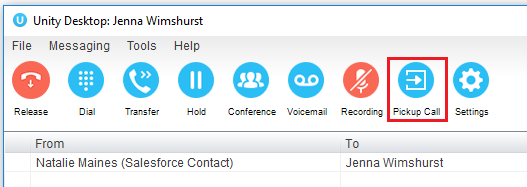 Unity Desktop: Jenna Wimshurst
File Messaging Tools Help
Release Dial Transfer Hold Conference Voicemail Recording Pickup Call Settings
From To
Natalie Maines (Salesforce Contact) Jenna Wimshurst